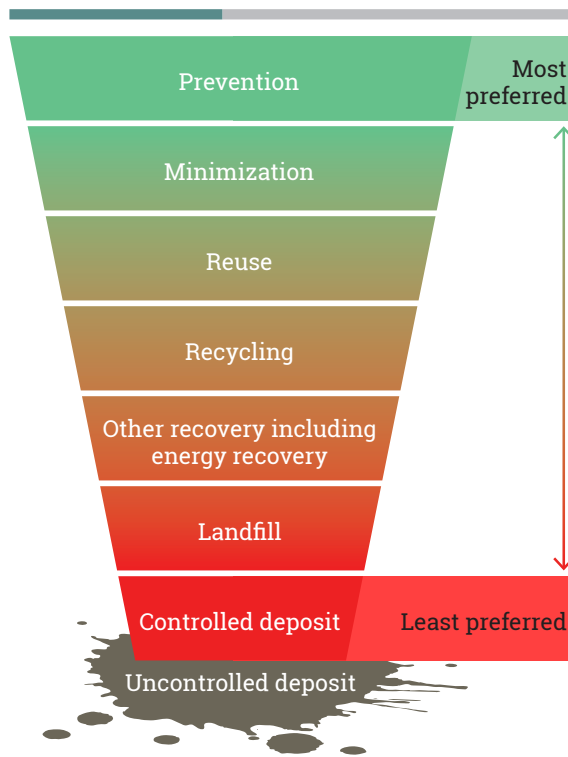 Prevention
Most
preferred
Minimization
Reuse
Recycling
Other recovery including
energy recovery
Landfill
Controlled deposit
Least preferred
Uncontrolled deposit